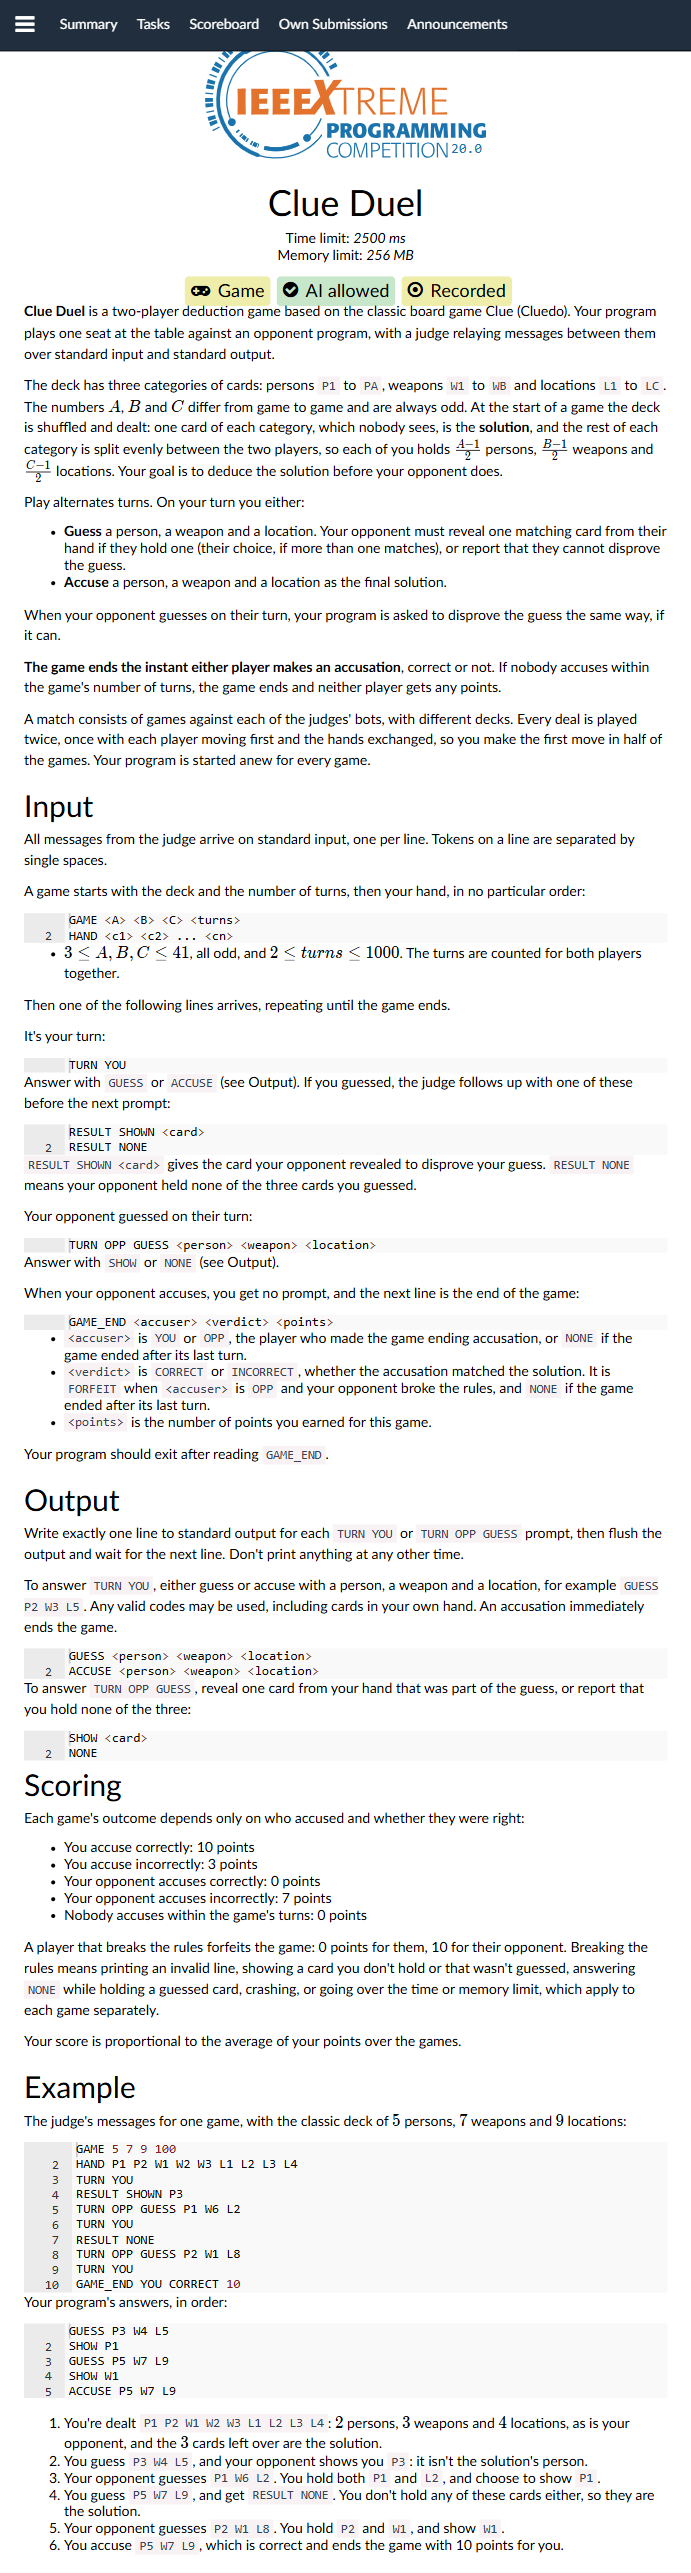 Summary Tasks Scoreboard Own Submissions Announcements
IEEEXTREME
PROGRAMMING
COMPETITION 20.0
Clue Duel
Time limit: 2500 ms
Memory limit: 256 MB
Game AI allowed Recorded
Clue Duel is a two-player deduction game based on the classic board game Clue (Cluedo). Your program
plays one seat at the table against an opponent program, with a judge relaying messages between them
over standard input and standard output.
The deck has three categories of cards: persons P1 to PA , weapons W1 to WB and locations L1 to LC .
The numbers A, B and C differ from game to game and are always odd. At the start of a game the deck
is shuffled and dealt: one card of each category, which nobody sees, is the solution, and the rest of each
category is split evenly between the two players, so each of you holds (A−1)/2 persons, (B−1)/2 weapons and
(C−1)/2 locations. Your goal is to deduce the solution before your opponent does.
Play alternates turns. On your turn you either:
• Guess a person, a weapon and a location. Your opponent must reveal one matching card from their
hand if they hold one (their choice, if more than one matches), or report that they cannot disprove
the guess.
• Accuse a person, a weapon and a location as the final solution.
When your opponent guesses on their turn, your program is asked to disprove the guess the same way, if
it can.
The game ends the instant either player makes an accusation, correct or not. If nobody accuses within
the game's number of turns, the game ends and neither player gets any points.
A match consists of games against each of the judges' bots, with different decks. Every deal is played
twice, once with each player moving first and the hands exchanged, so you make the first move in half of
the games. Your program is started anew for every game.
Input
All messages from the judge arrive on standard input, one per line. Tokens on a line are separated by
single spaces.
A game starts with the deck and the number of turns, then your hand, in no particular order:
GAME <A> <B> <C> <turns>
2 HAND <c1> <c2> ... <cn>
• 3 ≤ A, B, C ≤ 41, all odd, and 2 ≤ turns ≤ 1000. The turns are counted for both players
together.
Then one of the following lines arrives, repeating until the game ends.
It's your turn:
TURN YOU
Answer with GUESS or ACCUSE (see Output). If you guessed, the judge follows up with one of these
before the next prompt:
RESULT SHOWN <card>
2 RESULT NONE
RESULT SHOWN <card> gives the card your opponent revealed to disprove your guess. RESULT NONE
means your opponent held none of the three cards you guessed.
Your opponent guessed on their turn:
TURN OPP GUESS <person> <weapon> <location>
Answer with SHOW or NONE (see Output).
When your opponent accuses, you get no prompt, and the next line is the end of the game:
GAME_END <accuser> <verdict> <points>
• <accuser> is YOU or OPP , the player who made the game ending accusation, or NONE if the
game ended after its last turn.
• <verdict> is CORRECT or INCORRECT , whether the accusation matched the solution. It is
FORFEIT when <accuser> is OPP and your opponent broke the rules, and NONE if the game
ended after its last turn.
• <points> is the number of points you earned for this game.
Your program should exit after reading GAME_END .
Output
Write exactly one line to standard output for each TURN YOU or TURN OPP GUESS prompt, then flush the
output and wait for the next line. Don't print anything at any other time.
To answer TURN YOU , either guess or accuse with a person, a weapon and a location, for example GUESS
P2 W3 L5 . Any valid codes may be used, including cards in your own hand. An accusation immediately
ends the game.
GUESS <person> <weapon> <location>
2 ACCUSE <person> <weapon> <location>
To answer TURN OPP GUESS , reveal one card from your hand that was part of the guess, or report that
you hold none of the three:
SHOW <card>
2 NONE
Scoring
Each game's outcome depends only on who accused and whether they were right:
• You accuse correctly: 10 points
• You accuse incorrectly: 3 points
• Your opponent accuses correctly: 0 points
• Your opponent accuses incorrectly: 7 points
• Nobody accuses within the game's turns: 0 points
A player that breaks the rules forfeits the game: 0 points for them, 10 for their opponent. Breaking the
rules means printing an invalid line, showing a card you don't hold or that wasn't guessed, answering
NONE while holding a guessed card, crashing, or going over the time or memory limit, which apply to
each game separately.
Your score is proportional to the average of your points over the games.
Example
The judge's messages for one game, with the classic deck of 5 persons, 7 weapons and 9 locations:
GAME 5 7 9 100
2 HAND P1 P2 W1 W2 W3 L1 L2 L3 L4
3 TURN YOU
4 RESULT SHOWN P3
5 TURN OPP GUESS P1 W6 L2
6 TURN YOU
7 RESULT NONE
8 TURN OPP GUESS P2 W1 L8
9 TURN YOU
10 GAME_END YOU CORRECT 10
Your program's answers, in order:
GUESS P3 W4 L5
2 SHOW P1
3 GUESS P5 W7 L9
4 SHOW W1
5 ACCUSE P5 W7 L9
1. You're dealt P1 P2 W1 W2 W3 L1 L2 L3 L4 : 2 persons, 3 weapons and 4 locations, as is your
opponent, and the 3 cards left over are the solution.
2. You guess P3 W4 L5 , and your opponent shows you P3 : it isn't the solution's person.
3. Your opponent guesses P1 W6 L2 . You hold both P1 and L2 , and choose to show P1 .
4. You guess P5 W7 L9 , and get RESULT NONE . You don't hold any of these cards either, so they are
the solution.
5. Your opponent guesses P2 W1 L8 . You hold P2 and W1 , and show W1 .
6. You accuse P5 W7 L9 , which is correct and ends the game with 10 points for you.